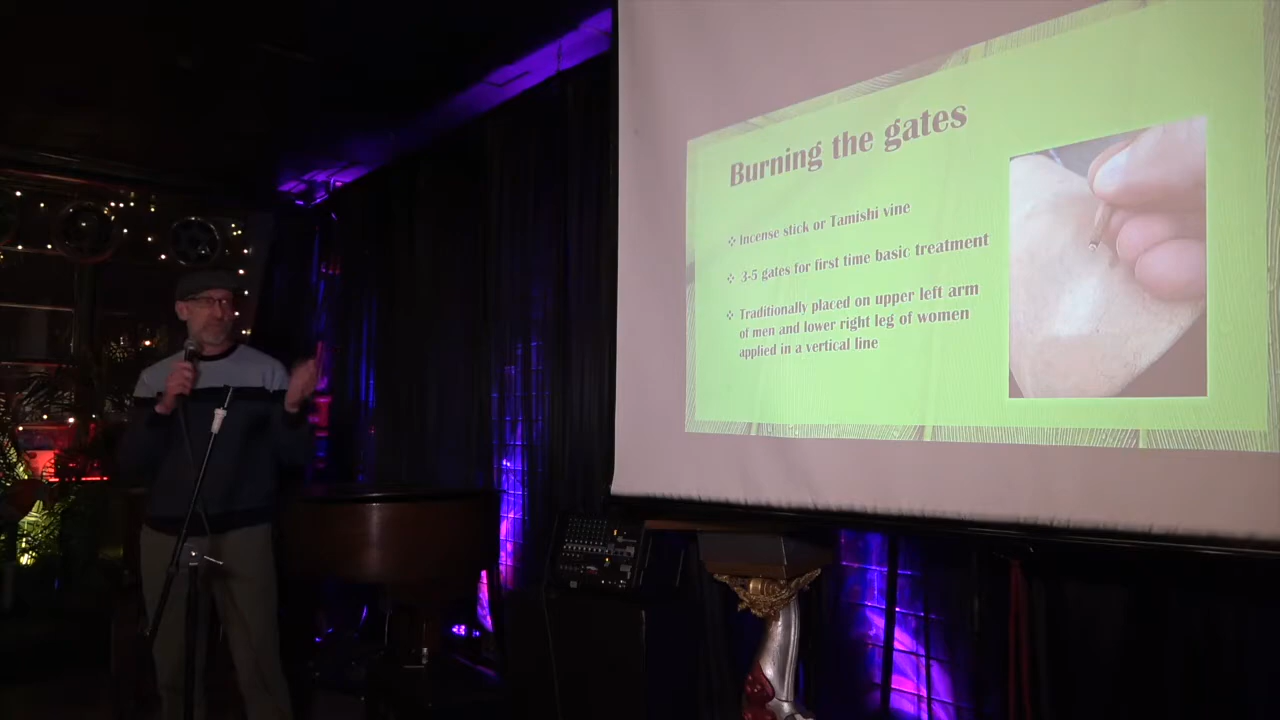 Burning the gates
❖ Incense stick or Tamishi vine
❖ 3-5 gates for first time basic treatment
❖ Traditionally placed on upper left arm
of men and lower right leg of women
applied in a vertical line